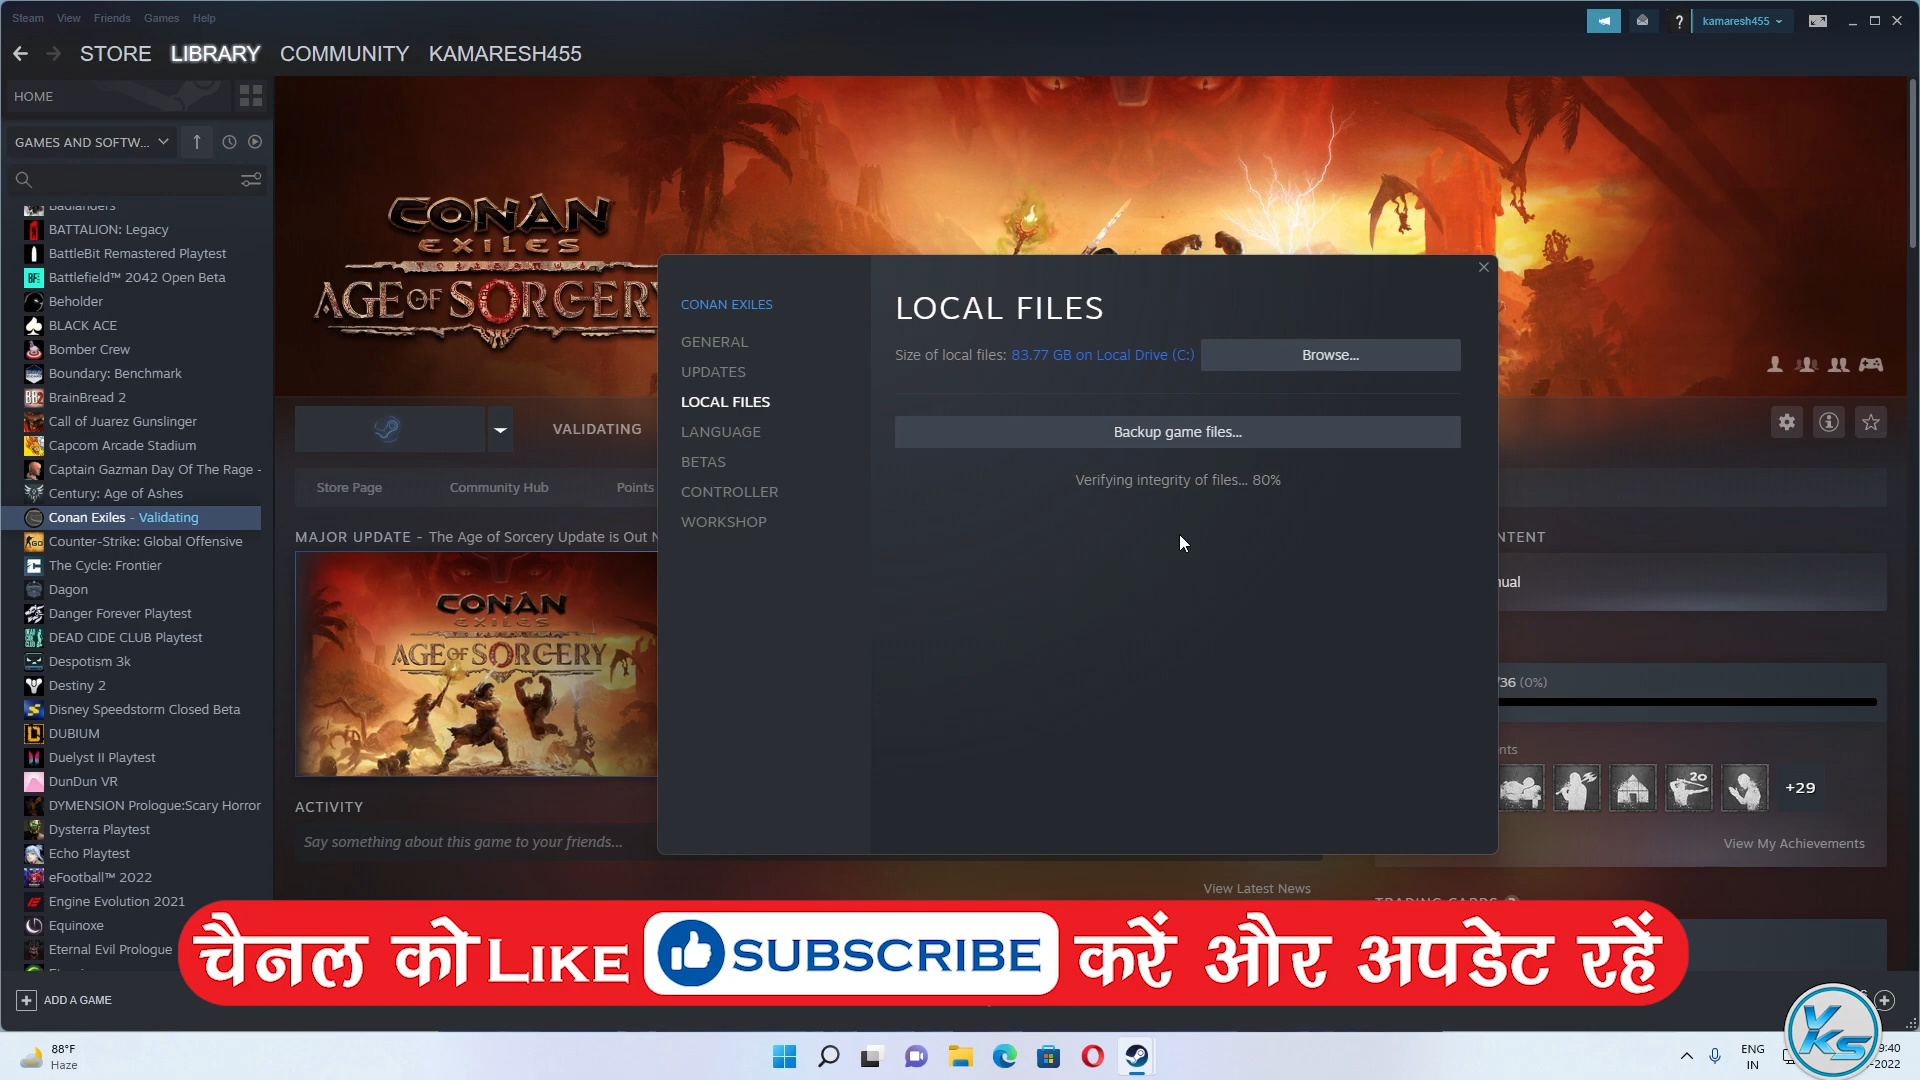 Steam View Friends Games Help
kamaresh455
STORE LIBRARY COMMUNITY KAMARESH455
HOME
GAMES AND SOFTW...
Badlanders
BATTALION: Legacy
BattleBit Remastered Playtest
Battlefield™ 2042 Open Beta
Beholder
BLACK ACE
Bomber Crew
Boundary: Benchmark
BrainBread 2
Call of Juarez Gunslinger
Capcom Arcade Stadium
Captain Gazman Day Of The Rage -
Century: Age of Ashes
Conan Exiles - Validating
Counter-Strike: Global Offensive
The Cycle: Frontier
Dagon
Danger Forever Playtest
DEAD CIDE CLUB Playtest
Despotism 3k
Destiny 2
Disney Speedstorm Closed Beta
DUBIUM
Duelyst II Playtest
DunDun VR
DYMENSION Prologue:Scary Horror
Dysterra Playtest
Echo Playtest
eFootball™ 2022
Engine Evolution 2021
Equinoxe
Eternal Evil Prologue
ADD A GAME
CONAN
EXILES
AGE OF SORCERY
VALIDATING
Store Page Community Hub Points
MAJOR UPDATE - The Age of Sorcery Update is Out N
CONAN
EXILES
AGE OF SORCERY
ACTIVITY
Say something about this game to your friends...
View Latest News
CONAN EXILES
GENERAL
UPDATES
LOCAL FILES
LANGUAGE
BETAS
CONTROLLER
WORKSHOP
LOCAL FILES
Size of local files: 83.77 GB on Local Drive (C:)
Browse...
Backup game files...
Verifying integrity of files... 80%
NTENT
nual
/36 (0%)
nts
20
+29
View My Achievements
TRADING CARDS
चैनल को LIKE SUBSCRIBE करें और अपडेट रहें
YKS
88°F
Haze
ENG
IN
9:40
-2022